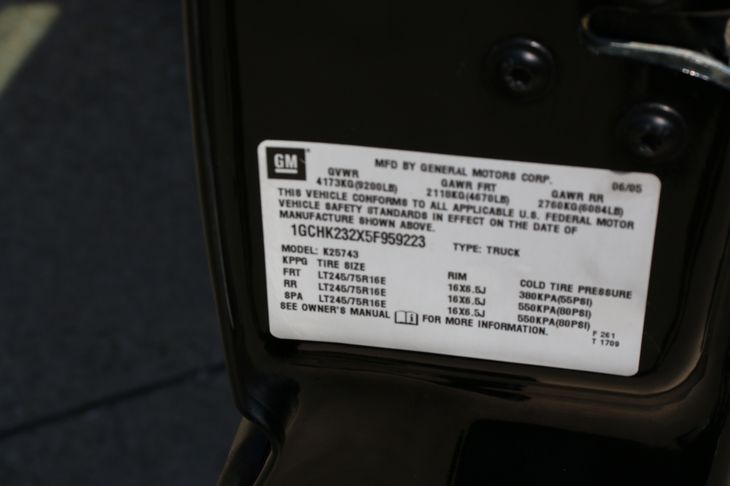 GM MFD BY GENERAL MOTORS CORP. 06/05
GVWR GAWR FRT GAWR RR
4173KG(9200LB) 2118KG(4670LB) 2760KG(6084LB)
THIS VEHICLE CONFORMS TO ALL APPLICABLE U.S. FEDERAL MOTOR
VEHICLE SAFETY STANDARDS IN EFFECT ON THE DATE OF
MANUFACTURE SHOWN ABOVE.
1GCHK232X5F959223 TYPE: TRUCK
MODEL: K25743
KPPG TIRE SIZE RIM COLD TIRE PRESSURE
FRT LT245/75R16E 16X6.5J 380KPA(55PSI)
RR LT245/75R16E 16X6.5J 550KPA(80PSI)
SPA LT245/75R16E 16X6.5J 550KPA(80PSI)
SEE OWNER'S MANUAL FOR MORE INFORMATION.
F 261
T 1709